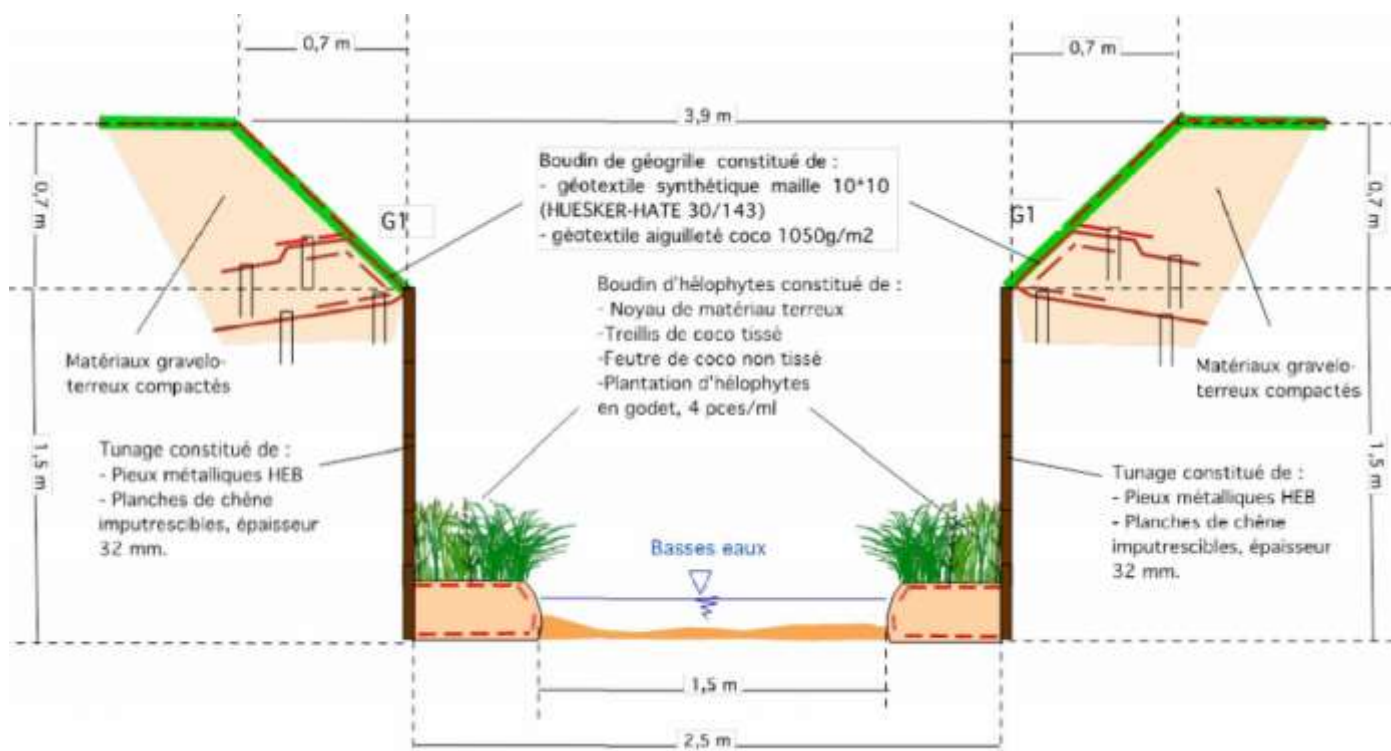 0,7 m
0,7 m
3,9 m
0,7 m
0,7 m
Boudin de géogrille constitué de :
- géotextile synthétique maille 10*10
(HUESKER-HATE 30/143)
- géotextile aiguilleté coco 1050g/m2
G1
G1
Boudin d'hélophytes constitué de :
- Noyau de matériau terreux
-Treillis de coco tissé
-Feutre de coco non tissé
-Plantation d'hélophytes
en godet, 4 pces/ml
Matériaux gravelo-
terreux compactés
Matériaux gravelo-
terreux compactés
1,5 m
1,5 m
Tunage constitué de :
- Pieux métalliques HEB
- Planches de chêne
imputrescibles, épaisseur
32 mm.
Tunage constitué de :
- Pieux métalliques HEB
- Planches de chêne
imputrescibles, épaisseur
32 mm.
Basses eaux
1,5 m
2,5 m